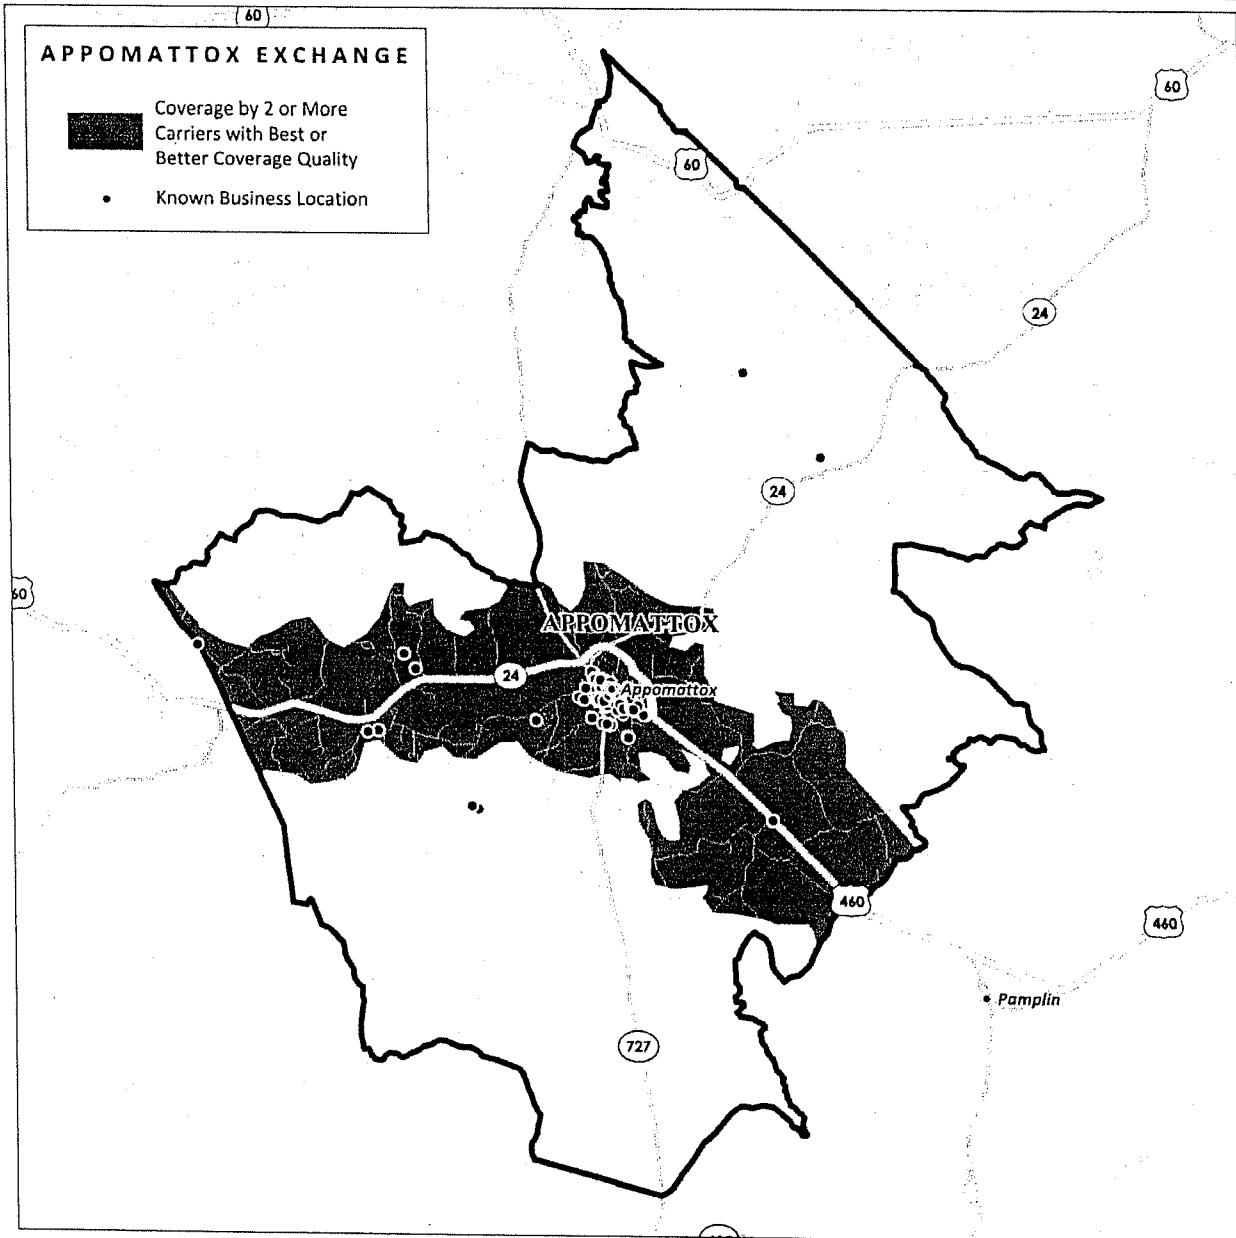 60
APPOMATTOX EXCHANGE
Coverage by 2 or More
Carriers with Best or
Better Coverage Quality
Known Business Location
60
60
24
24
60
APPOMATTOX
24
Appomattox
460
460
Pamplin
727